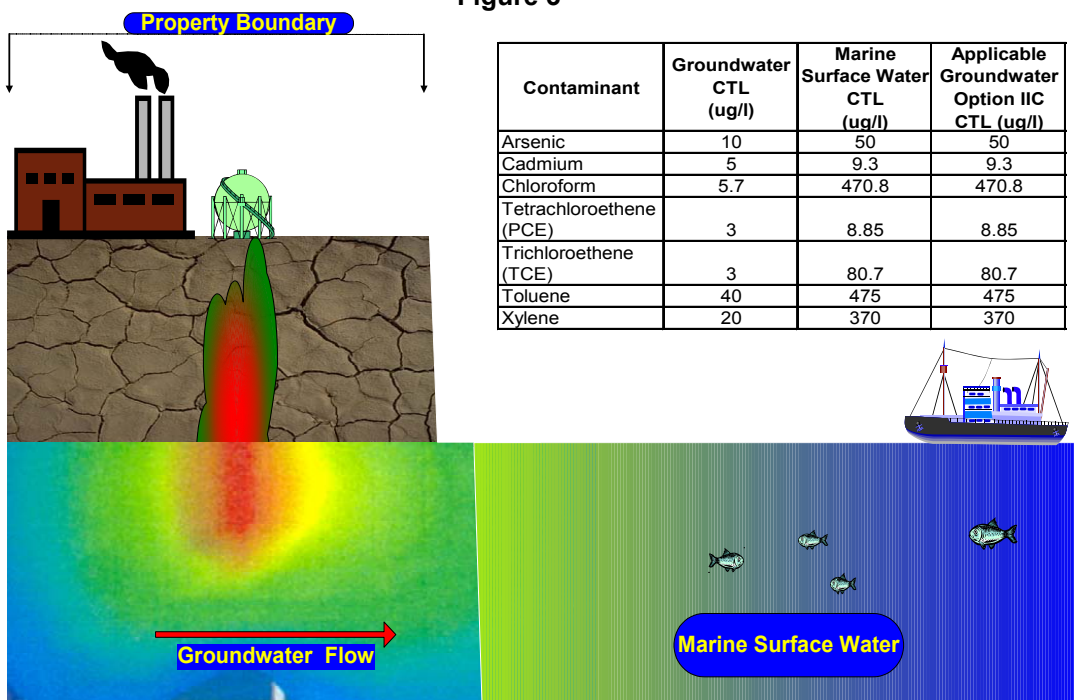 Property Boundary
Contaminant
Groundwater
CTL
(ug/l)
Marine
Surface Water
CTL
(ug/l)
Applicable
Groundwater
Option IIC
CTL (ug/l)
Arsenic 10 50 50
Cadmium 5 9.3 9.3
Chloroform 5.7 470.8 470.8
Tetrachloroethene
(PCE) 3 8.85 8.85
Trichloroethene
(TCE) 3 80.7 80.7
Toluene 40 475 475
Xylene 20 370 370
Groundwater Flow
Marine Surface Water